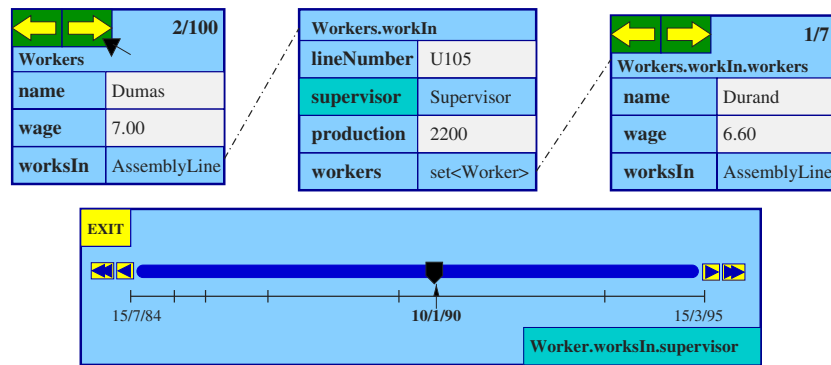 2/100
Workers
name Dumas
wage 7.00
worksIn AssemblyLine
Workers.workIn
lineNumber U105
supervisor Supervisor
production 2200
workers set<Worker>
1/7
Workers.workIn.workers
name Durand
wage 6.60
worksIn AssemblyLine
EXIT
15/7/84 10/1/90 15/3/95
Worker.worksIn.supervisor